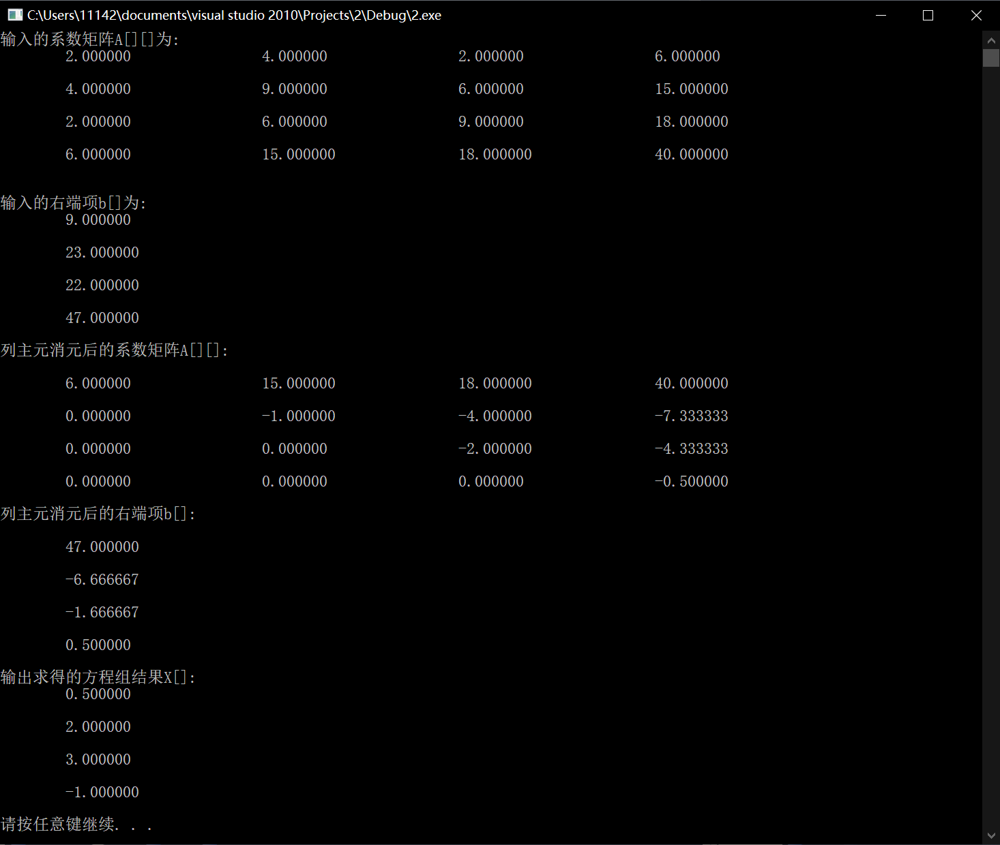 C:\Users\11142\documents\visual studio 2010\Projects\2\Debug\2.exe
输入的系数矩阵A[][]为:
2.000000 4.000000 2.000000 6.000000
4.000000 9.000000 6.000000 15.000000
2.000000 6.000000 9.000000 18.000000
6.000000 15.000000 18.000000 40.000000
输入的右端项b[]为:
9.000000
23.000000
22.000000
47.000000
列主元消元后的系数矩阵A[][]:
6.000000 15.000000 18.000000 40.000000
0.000000 -1.000000 -4.000000 -7.333333
0.000000 0.000000 -2.000000 -4.333333
0.000000 0.000000 0.000000 -0.500000
列主元消元后的右端项b[]:
47.000000
-6.666667
-1.666667
0.500000
输出求得的方程组结果X[]:
0.500000
2.000000
3.000000
-1.000000
请按任意键继续. . .